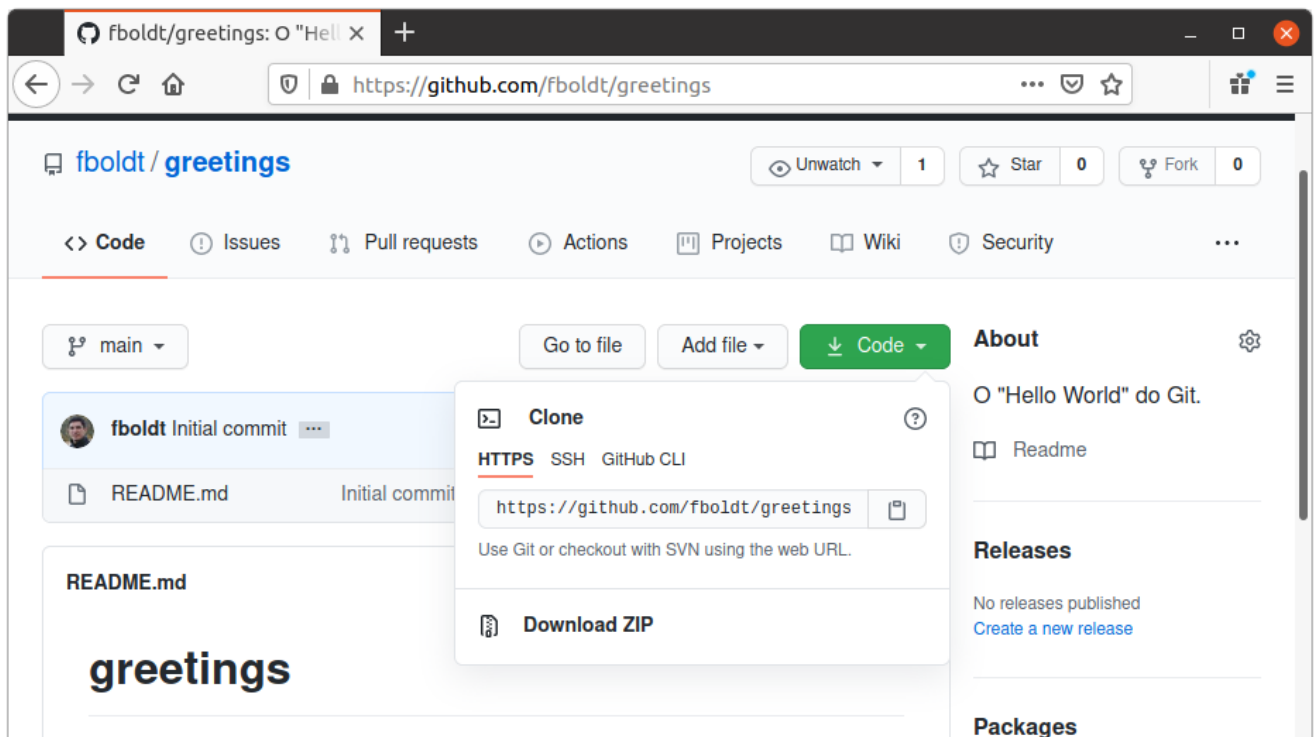 fboldt/greetings: O "Hell
https://github.com/fboldt/greetings
fboldt / greetings
Unwatch 1 Star 0 Fork 0
Code Issues Pull requests Actions Projects Wiki Security
main Go to file Add file Code
About
O "Hello World" do Git.
Readme
fboldt Initial commit
README.md Initial commit
Clone
HTTPS SSH GitHub CLI
https://github.com/fboldt/greetings
Use Git or checkout with SVN using the web URL.
Download ZIP
README.md
greetings
Releases
No releases published
Create a new release
Packages